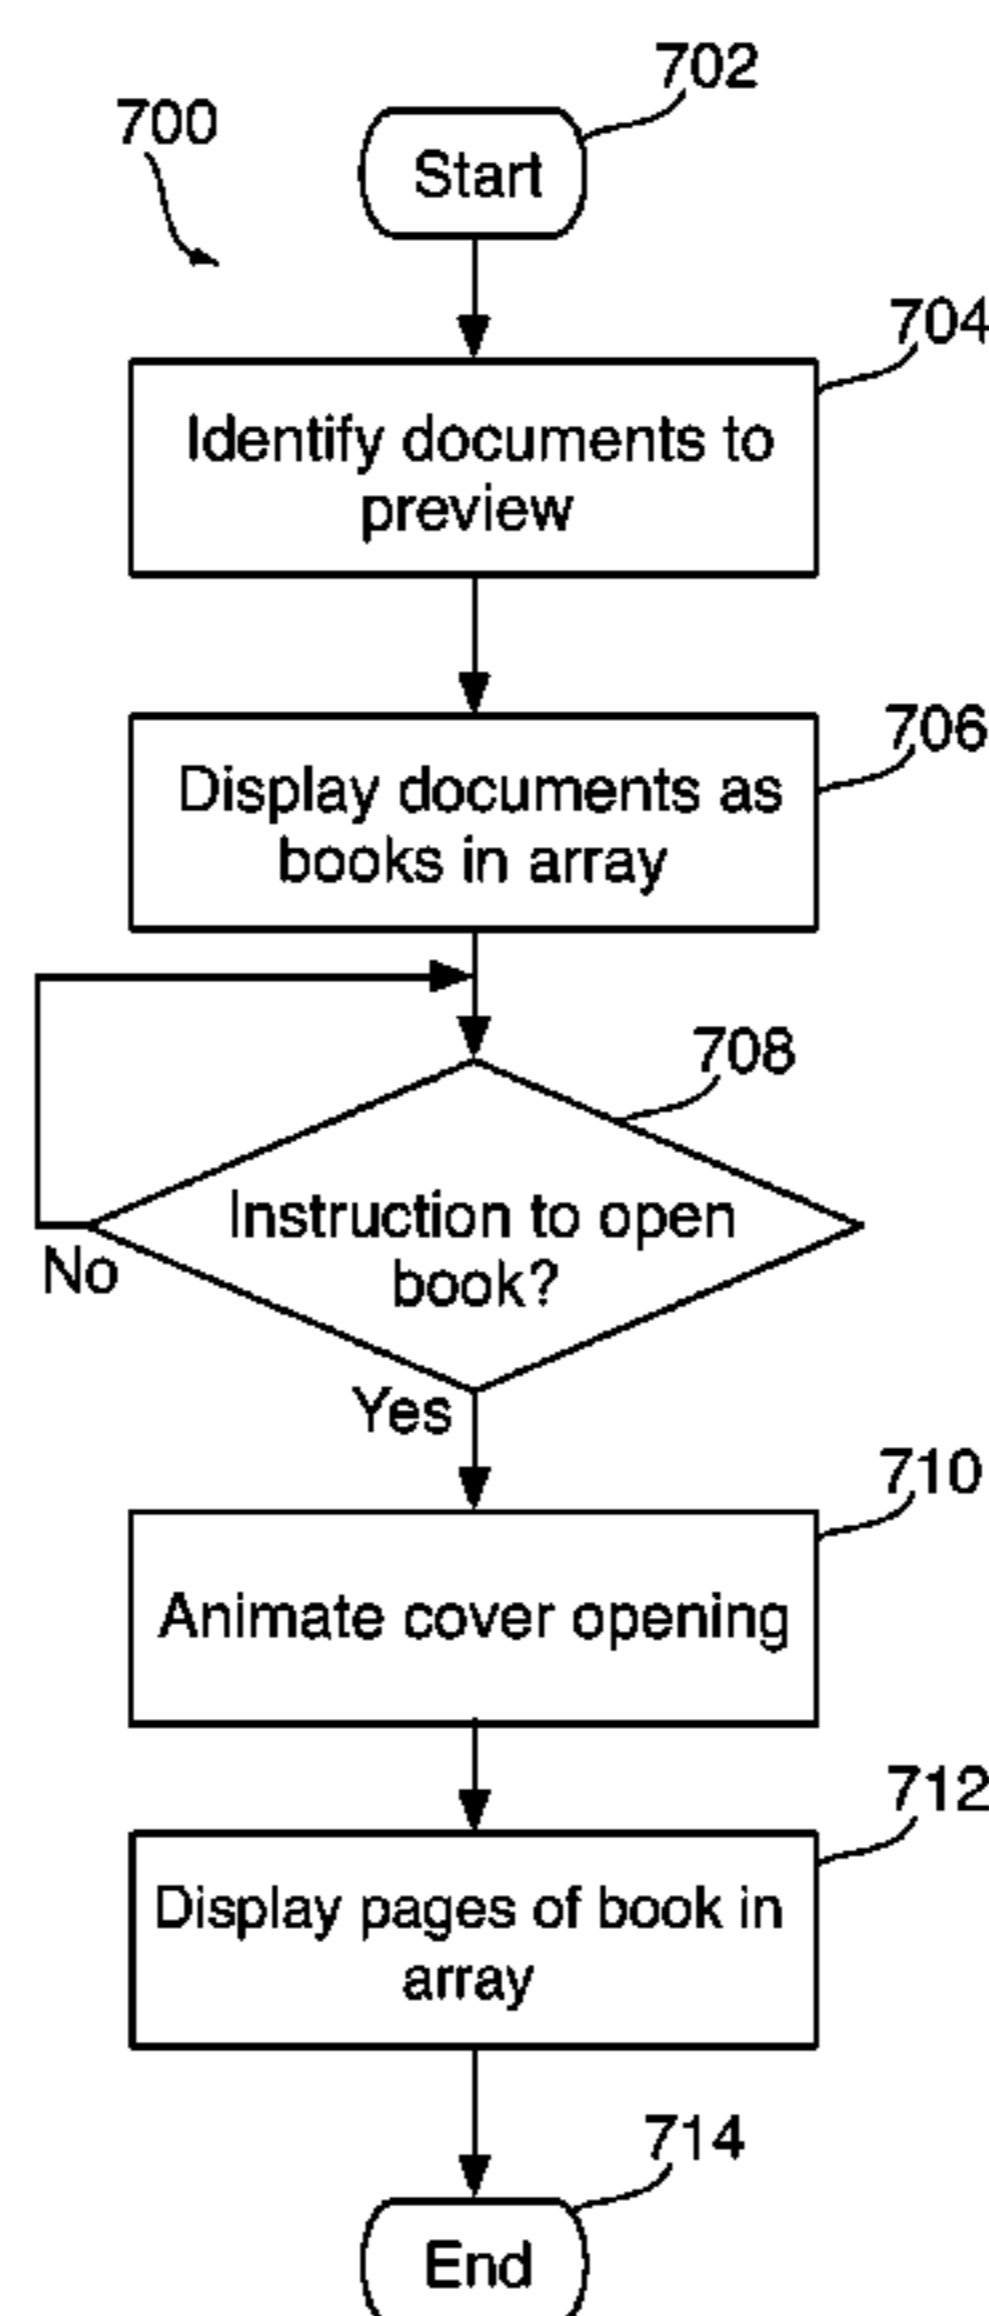 702
700
Start
704
Identify documents to
preview
706
Display documents as
books in array
708
Instruction to open
book?
No
Yes
710
Animate cover opening
712
Display pages of book in
array
714
End